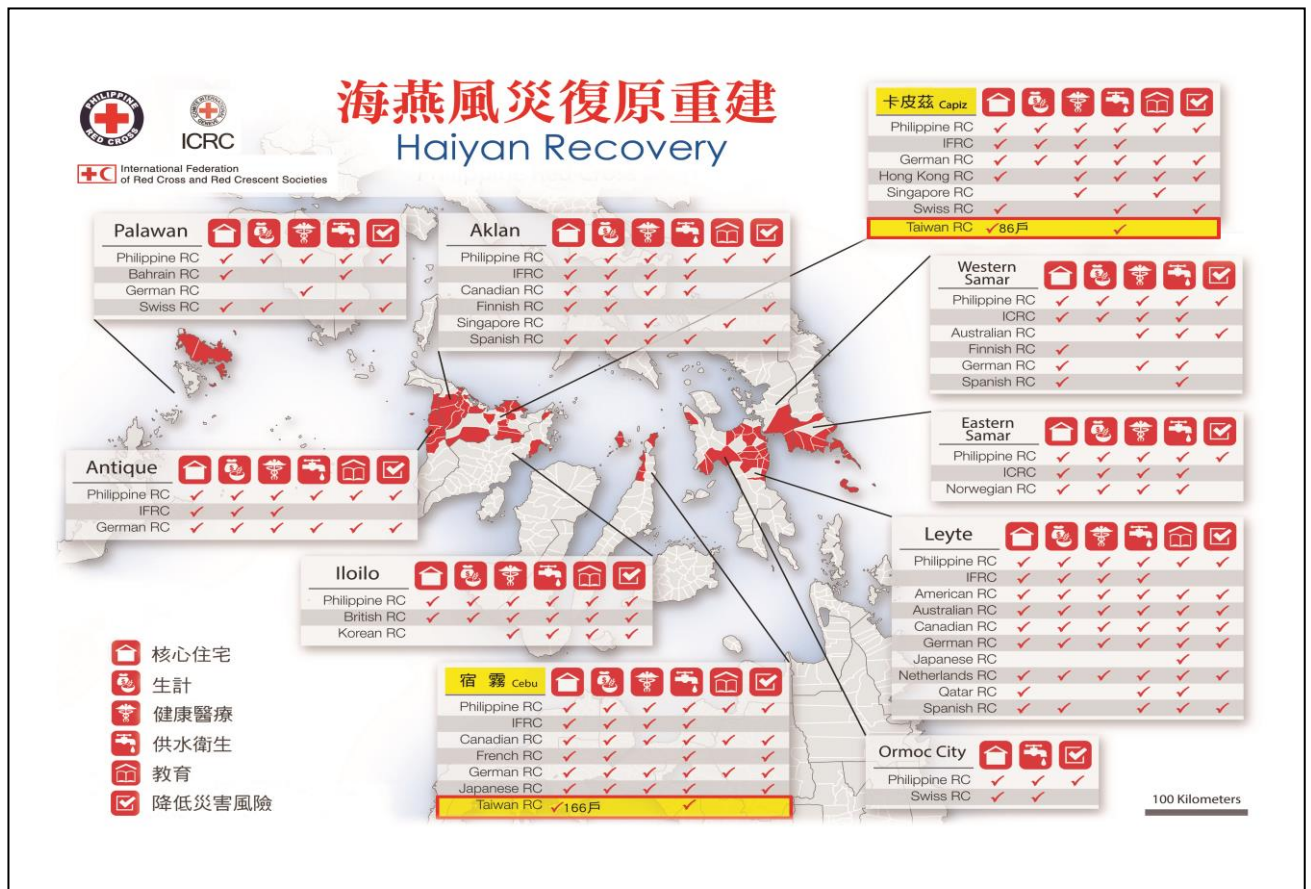 海燕風災復原重建
Haiyan Recovery
PHILIPPINE
RED CROSS
ICRC
International Federation
of Red Cross and Red Crescent Societies
卡皮茲 Capiz
Philippine RC
IFRC
German RC
Hong Kong RC
Singapore RC
Swiss RC
Taiwan RC 86戶
Palawan
Philippine RC
Bahrain RC
German RC
Swiss RC
Aklan
Philippine RC
IFRC
Canadian RC
Finnish RC
Singapore RC
Spanish RC
Western
Samar
Philippine RC
ICRC
Australian RC
Finnish RC
German RC
Spanish RC
Eastern
Samar
Philippine RC
ICRC
Norwegian RC
Antique
Philippine RC
IFRC
German RC
Leyte
Philippine RC
IFRC
American RC
Australian RC
Canadian RC
German RC
Japanese RC
Netherlands RC
Qatar RC
Spanish RC
Iloilo
Philippine RC
British RC
Korean RC
核心住宅
生計
健康醫療
供水衛生
教育
降低災害風險
宿霧 Cebu
Philippine RC
IFRC
Canadian RC
French RC
German RC
Japanese RC
Taiwan RC 166戶
Ormoc City
Philippine RC
Swiss RC
100 Kilometers